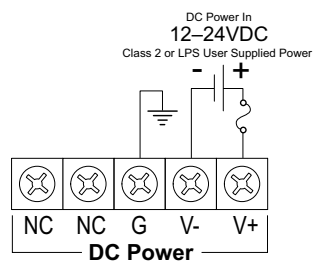 DC Power In
12–24VDC
Class 2 or LPS User Supplied Power
- +
NC NC G V- V+
DC Power